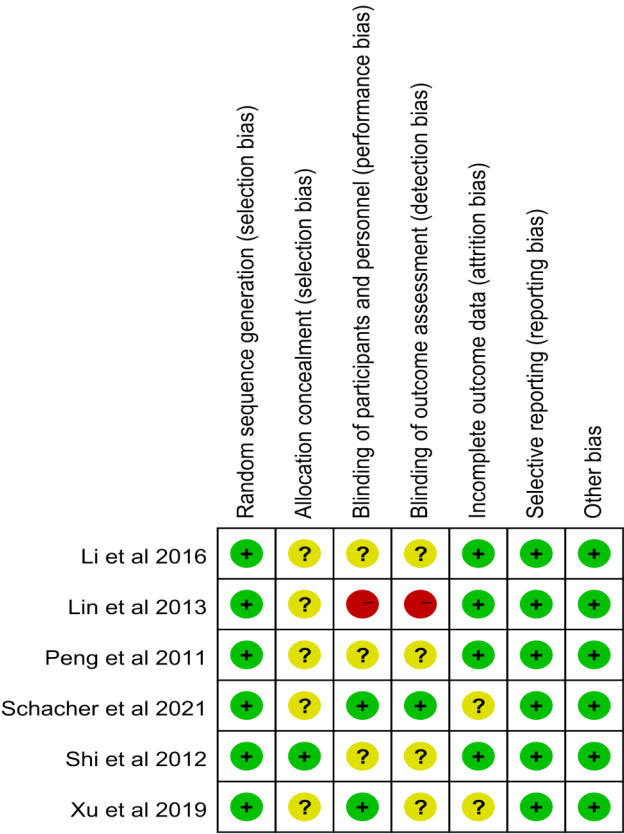 Random sequence generation (selection bias)
Allocation concealment (selection bias)
Blinding of participants and personnel (performance bias)
Blinding of outcome assessment (detection bias)
Incomplete outcome data (attrition bias)
Selective reporting (reporting bias)
Other bias
Li et al 2016 + ? ? ? + + +
Lin et al 2013 + ? - - + + +
Peng et al 2011 + ? ? ? + + +
Schacher et al 2021 + ? + + ? + +
Shi et al 2012 + + ? ? + + +
Xu et al 2019 + ? + ? ? + +